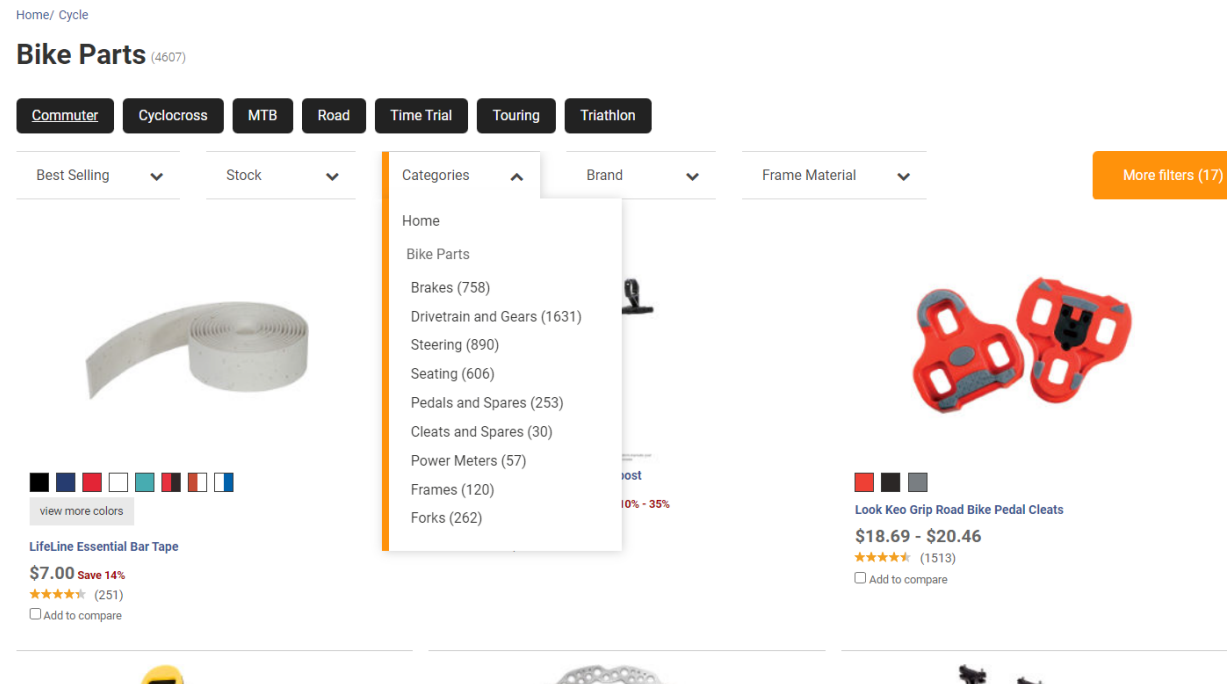 Home/ Cycle
Bike Parts (4607)
Commuter Cyclocross MTB Road Time Trial Touring Triathlon
Best Selling Stock Categories Brand Frame Material More filters (17)
Home
Bike Parts
Brakes (758)
Drivetrain and Gears (1631)
Steering (890)
Seating (606)
Pedals and Spares (253)
Cleats and Spares (30)
Power Meters (57)
Frames (120)
Forks (262)
view more colors
LifeLine Essential Bar Tape
$7.00 Save 14%
(251)
Add to compare
10% - 35%
Look Keo Grip Road Bike Pedal Cleats
$18.69 - $20.46
(1513)
Add to compare